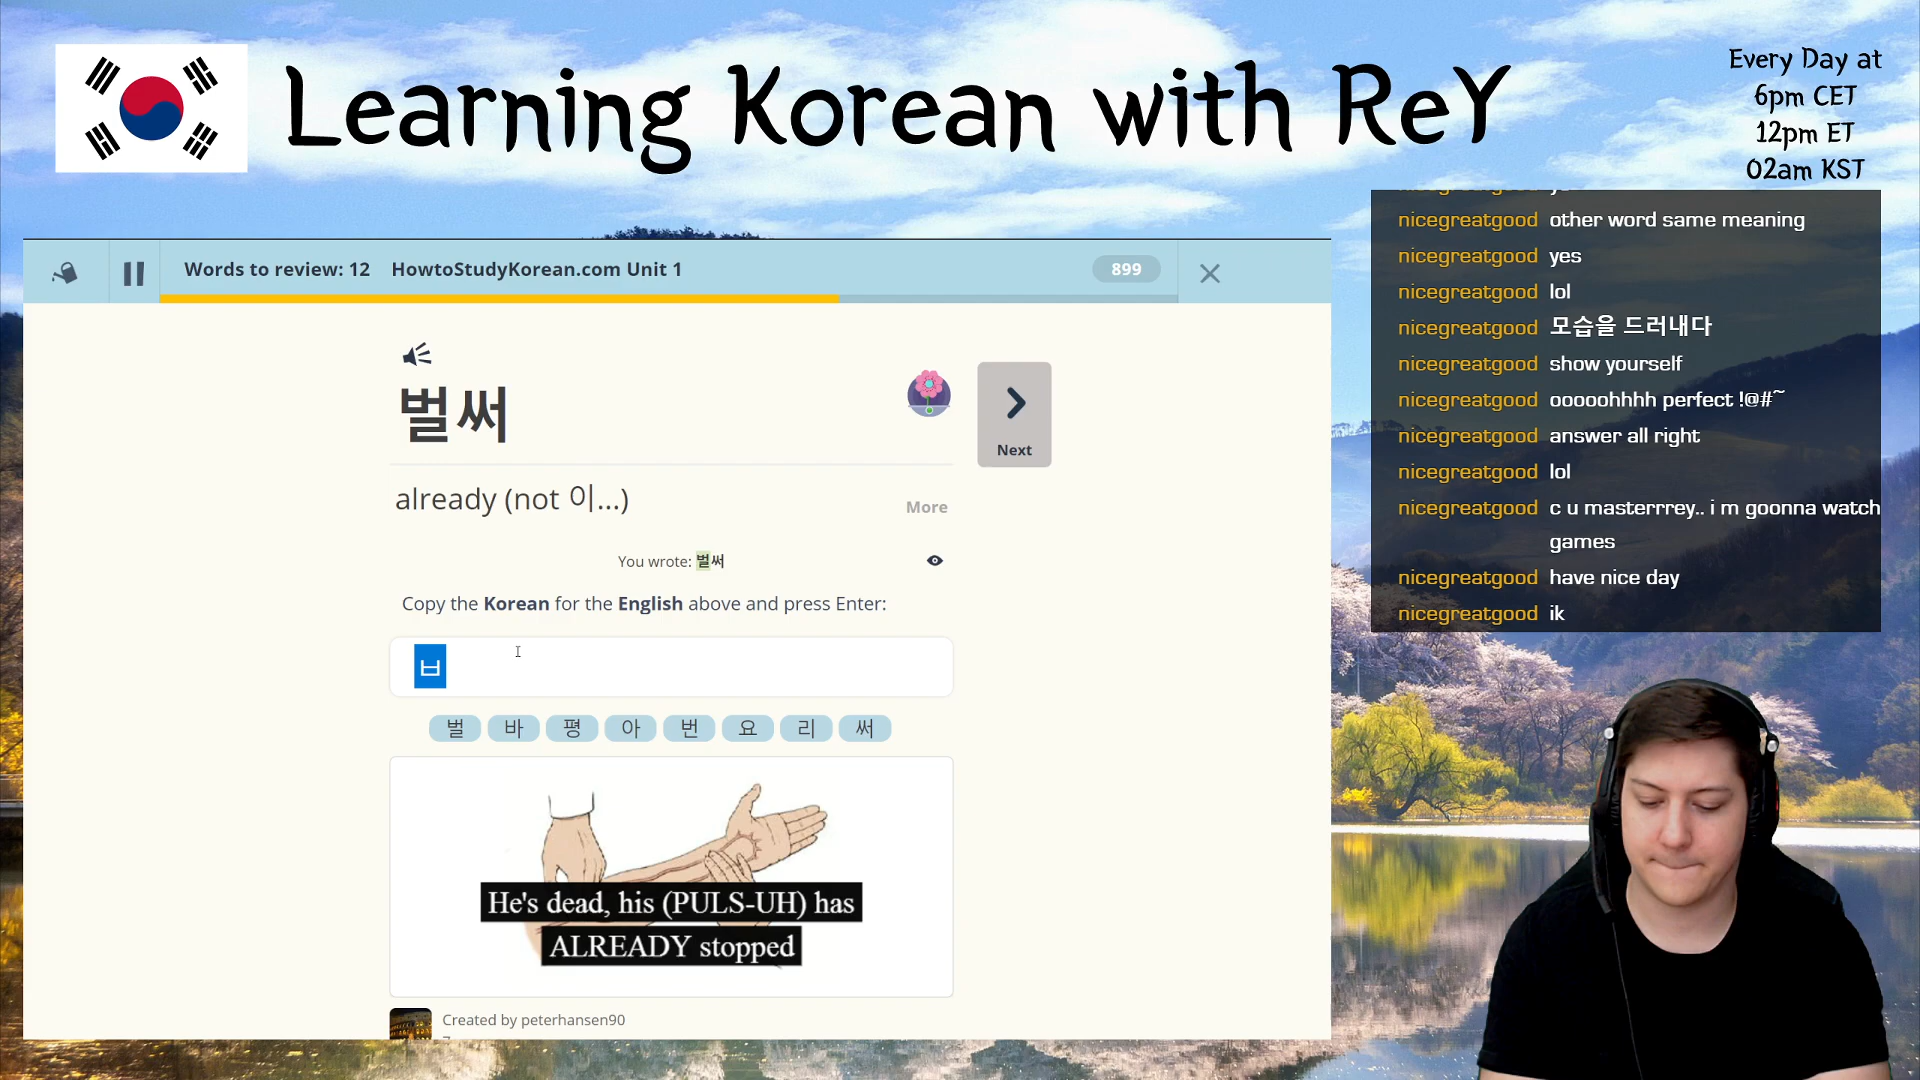 Learning Korean with ReY
Every Day at
6pm CET
12pm ET
02am KST
Words to review: 12 HowtoStudyKorean.com Unit 1
899
벌써
Next
already (not 이...)
More
You wrote: 벌써
Copy the Korean for the English above and press Enter:
ㅂ
벌 바 평 아 번 요 리 써
He's dead, his (PULS-UH) has
ALREADY stopped
Created by peterhansen90
nicegreatgood other word same meaning
nicegreatgood yes
nicegreatgood lol
nicegreatgood 모습을 드러내다
nicegreatgood show yourself
nicegreatgood ooooohhhh perfect !@#~
nicegreatgood answer all right
nicegreatgood lol
nicegreatgood c u masterrrey.. i m goonna watch
games
nicegreatgood have nice day
nicegreatgood ik